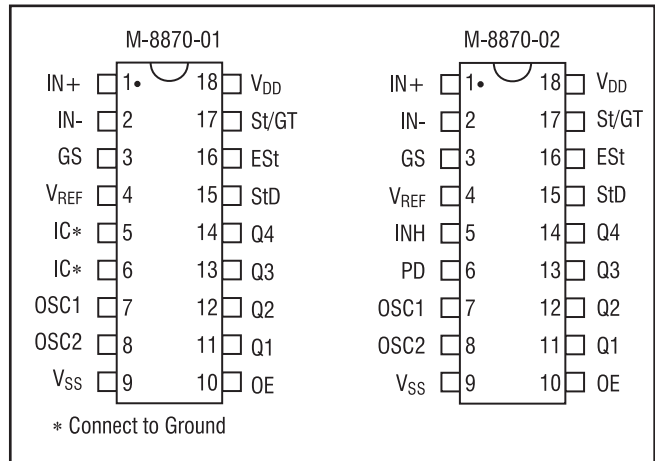 M-8870-01
IN+ 1• 18 VDD
IN- 2 17 St/GT
GS 3 16 ESt
VREF 4 15 StD
IC* 5 14 Q4
IC* 6 13 Q3
OSC1 7 12 Q2
OSC2 8 11 Q1
VSS 9 10 OE
* Connect to Ground
M-8870-02
IN+ 1• 18 VDD
IN- 2 17 St/GT
GS 3 16 ESt
VREF 4 15 StD
INH 5 14 Q4
PD 6 13 Q3
OSC1 7 12 Q2
OSC2 8 11 Q1
VSS 9 10 OE